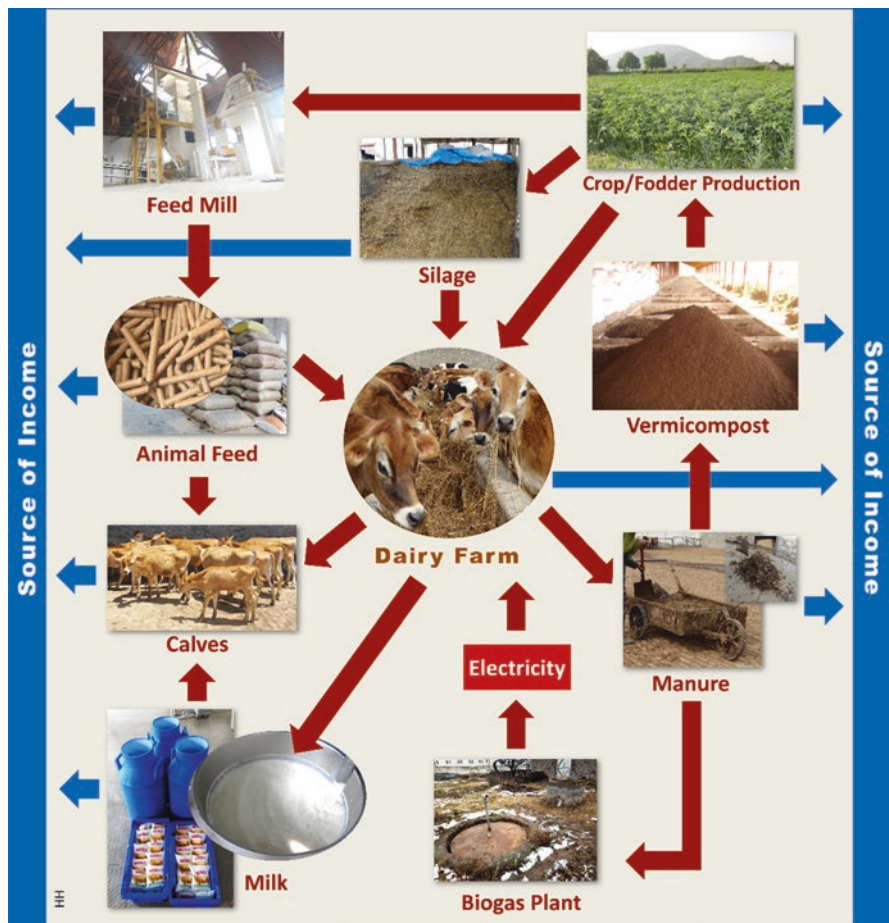 Source of Income
Feed Mill
Crop/Fodder Production
Silage
Animal Feed
Vermicompost
Dairy Farm
Calves
Electricity
Manure
Milk
Biogas Plant
HH
Source of Income